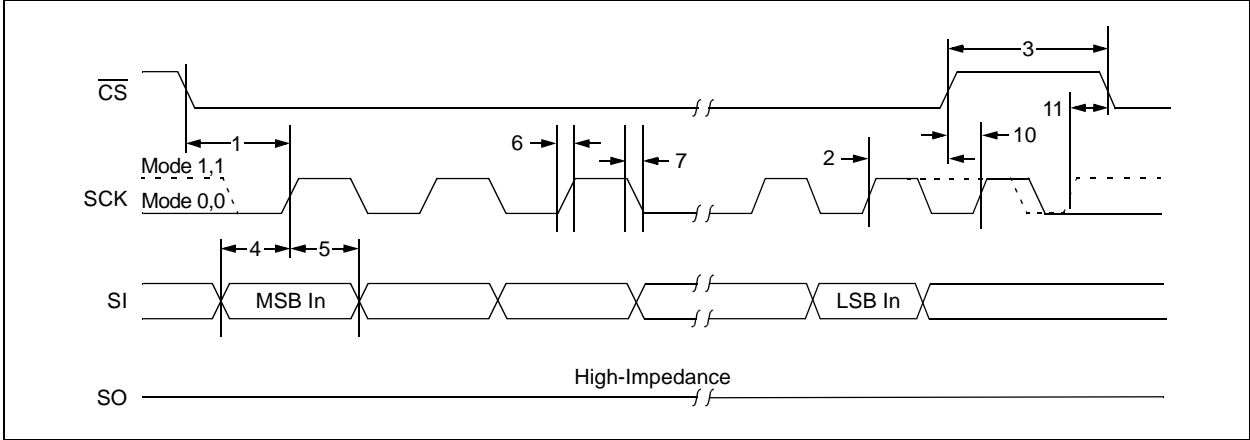 3
CS
11
1
6
7
2
10
Mode 1,1
SCK
Mode 0,0
4
5
SI
MSB In
LSB In
High-Impedance
SO